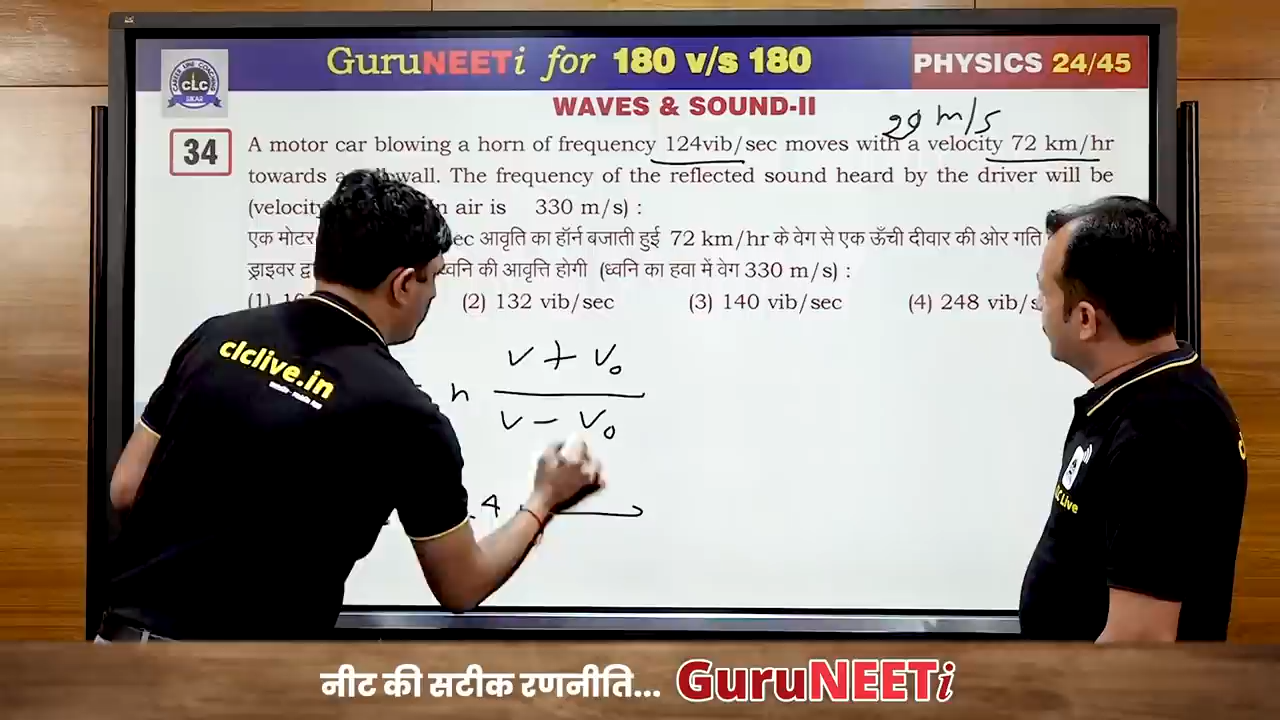 GuruNEETi for 180 v/s 180
PHYSICS 24/45
CLC
SIKAR
WAVES & SOUND-II
20 m/s
34
A motor car blowing a horn of frequency 124vib/sec moves with a velocity 72 km/hr
towards a wall. The frequency of the reflected sound heard by the driver will be
(velocity n air is 330 m/s) :
एक मोटर ec आवृति का हॉर्न बजाती हुई 72 km/hr के वेग से एक ऊँची दीवार की ओर गति
ड्राइवर द्व ध्वनि की आवृत्ति होगी (ध्वनि का हवा में वेग 330 m/s) :
(1) (2) 132 vib/sec (3) 140 vib/sec (4) 248 vib/s
v + v₀
n
v - v₀
4
clclive.in
CLC Live
नीट की सटीक रणनीति... GuruNEETi